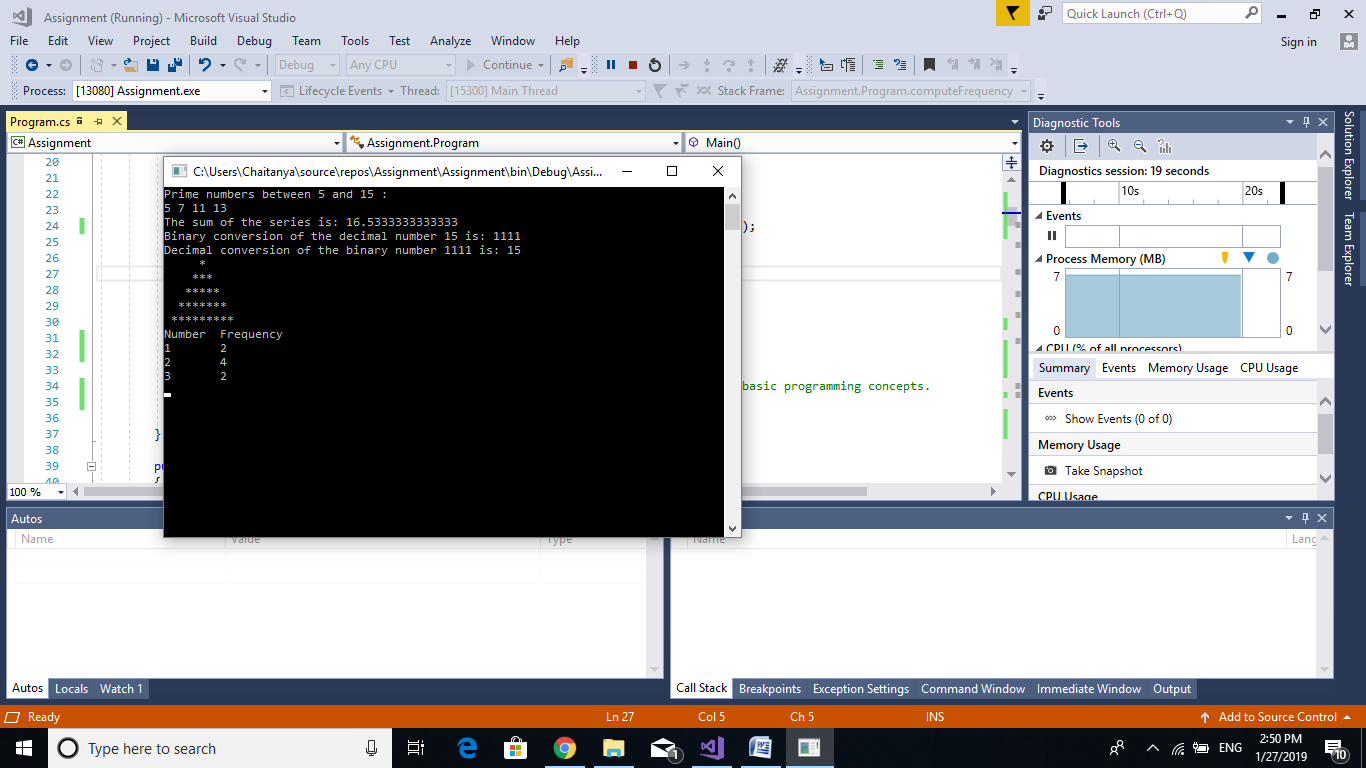 Assignment (Running) - Microsoft Visual Studio
Quick Launch (Ctrl+Q)
File Edit View Project Build Debug Team Tools Test Analyze Window Help
Sign in
Debug Any CPU Continue
Process: [13080] Assignment.exe Lifecycle Events Thread: [15300] Main Thread Stack Frame: Assignment.Program.computeFrequency
Program.cs
Assignment Assignment.Program Main()
20
21
22
23
24 );
25
26
27
28
29
30
31
32
33
34 basic programming concepts.
35
36
37 }
38
39 pu
40 {
100 %
C:\Users\Chaitanya\source\repos\Assignment\Assignment\bin\Debug\Assi...
Prime numbers between 5 and 15 :
5 7 11 13
The sum of the series is: 16.5333333333333
Binary conversion of the decimal number 15 is: 1111
Decimal conversion of the binary number 1111 is: 15
*
***
*****
*******
*********
Number Frequency
1 2
2 4
3 2
Diagnostic Tools
Diagnostics session: 19 seconds
10s 20s
Events
Process Memory (MB)
7 7
0 0
CPU (% of all processors)
Summary Events Memory Usage CPU Usage
Events
Show Events (0 of 0)
Memory Usage
Take Snapshot
CPU Usage
Solution Explorer
Team Explorer
Autos
Name Value Type
Autos Locals Watch 1
Name Lang
Call Stack Breakpoints Exception Settings Command Window Immediate Window Output
Ready Ln 27 Col 5 Ch 5 INS Add to Source Control
Type here to search
1
ENG
2:50 PM
1/27/2019
10